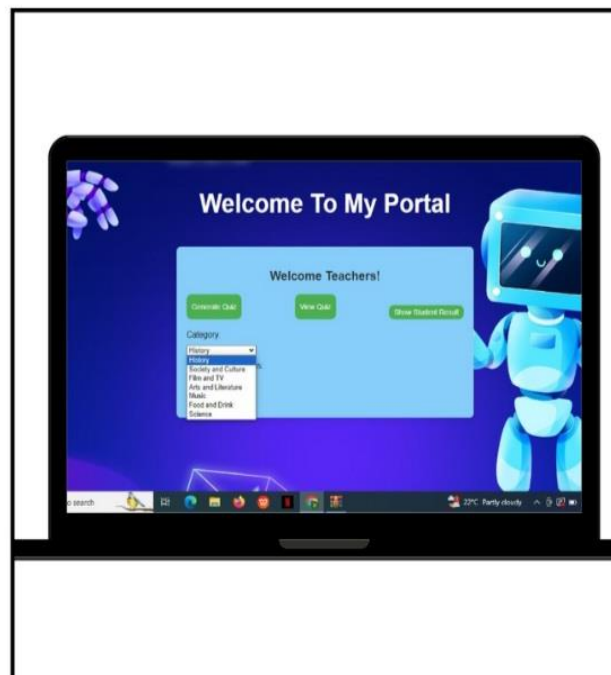 Welcome To My Portal
Welcome Teachers!
Generate Quiz
View Quiz
Show Student Result
Category:
History
History
Society and Culture
Film and TV
Arts and Literature
Music
Food and Drink
Science
o search
22°C Partly cloudy